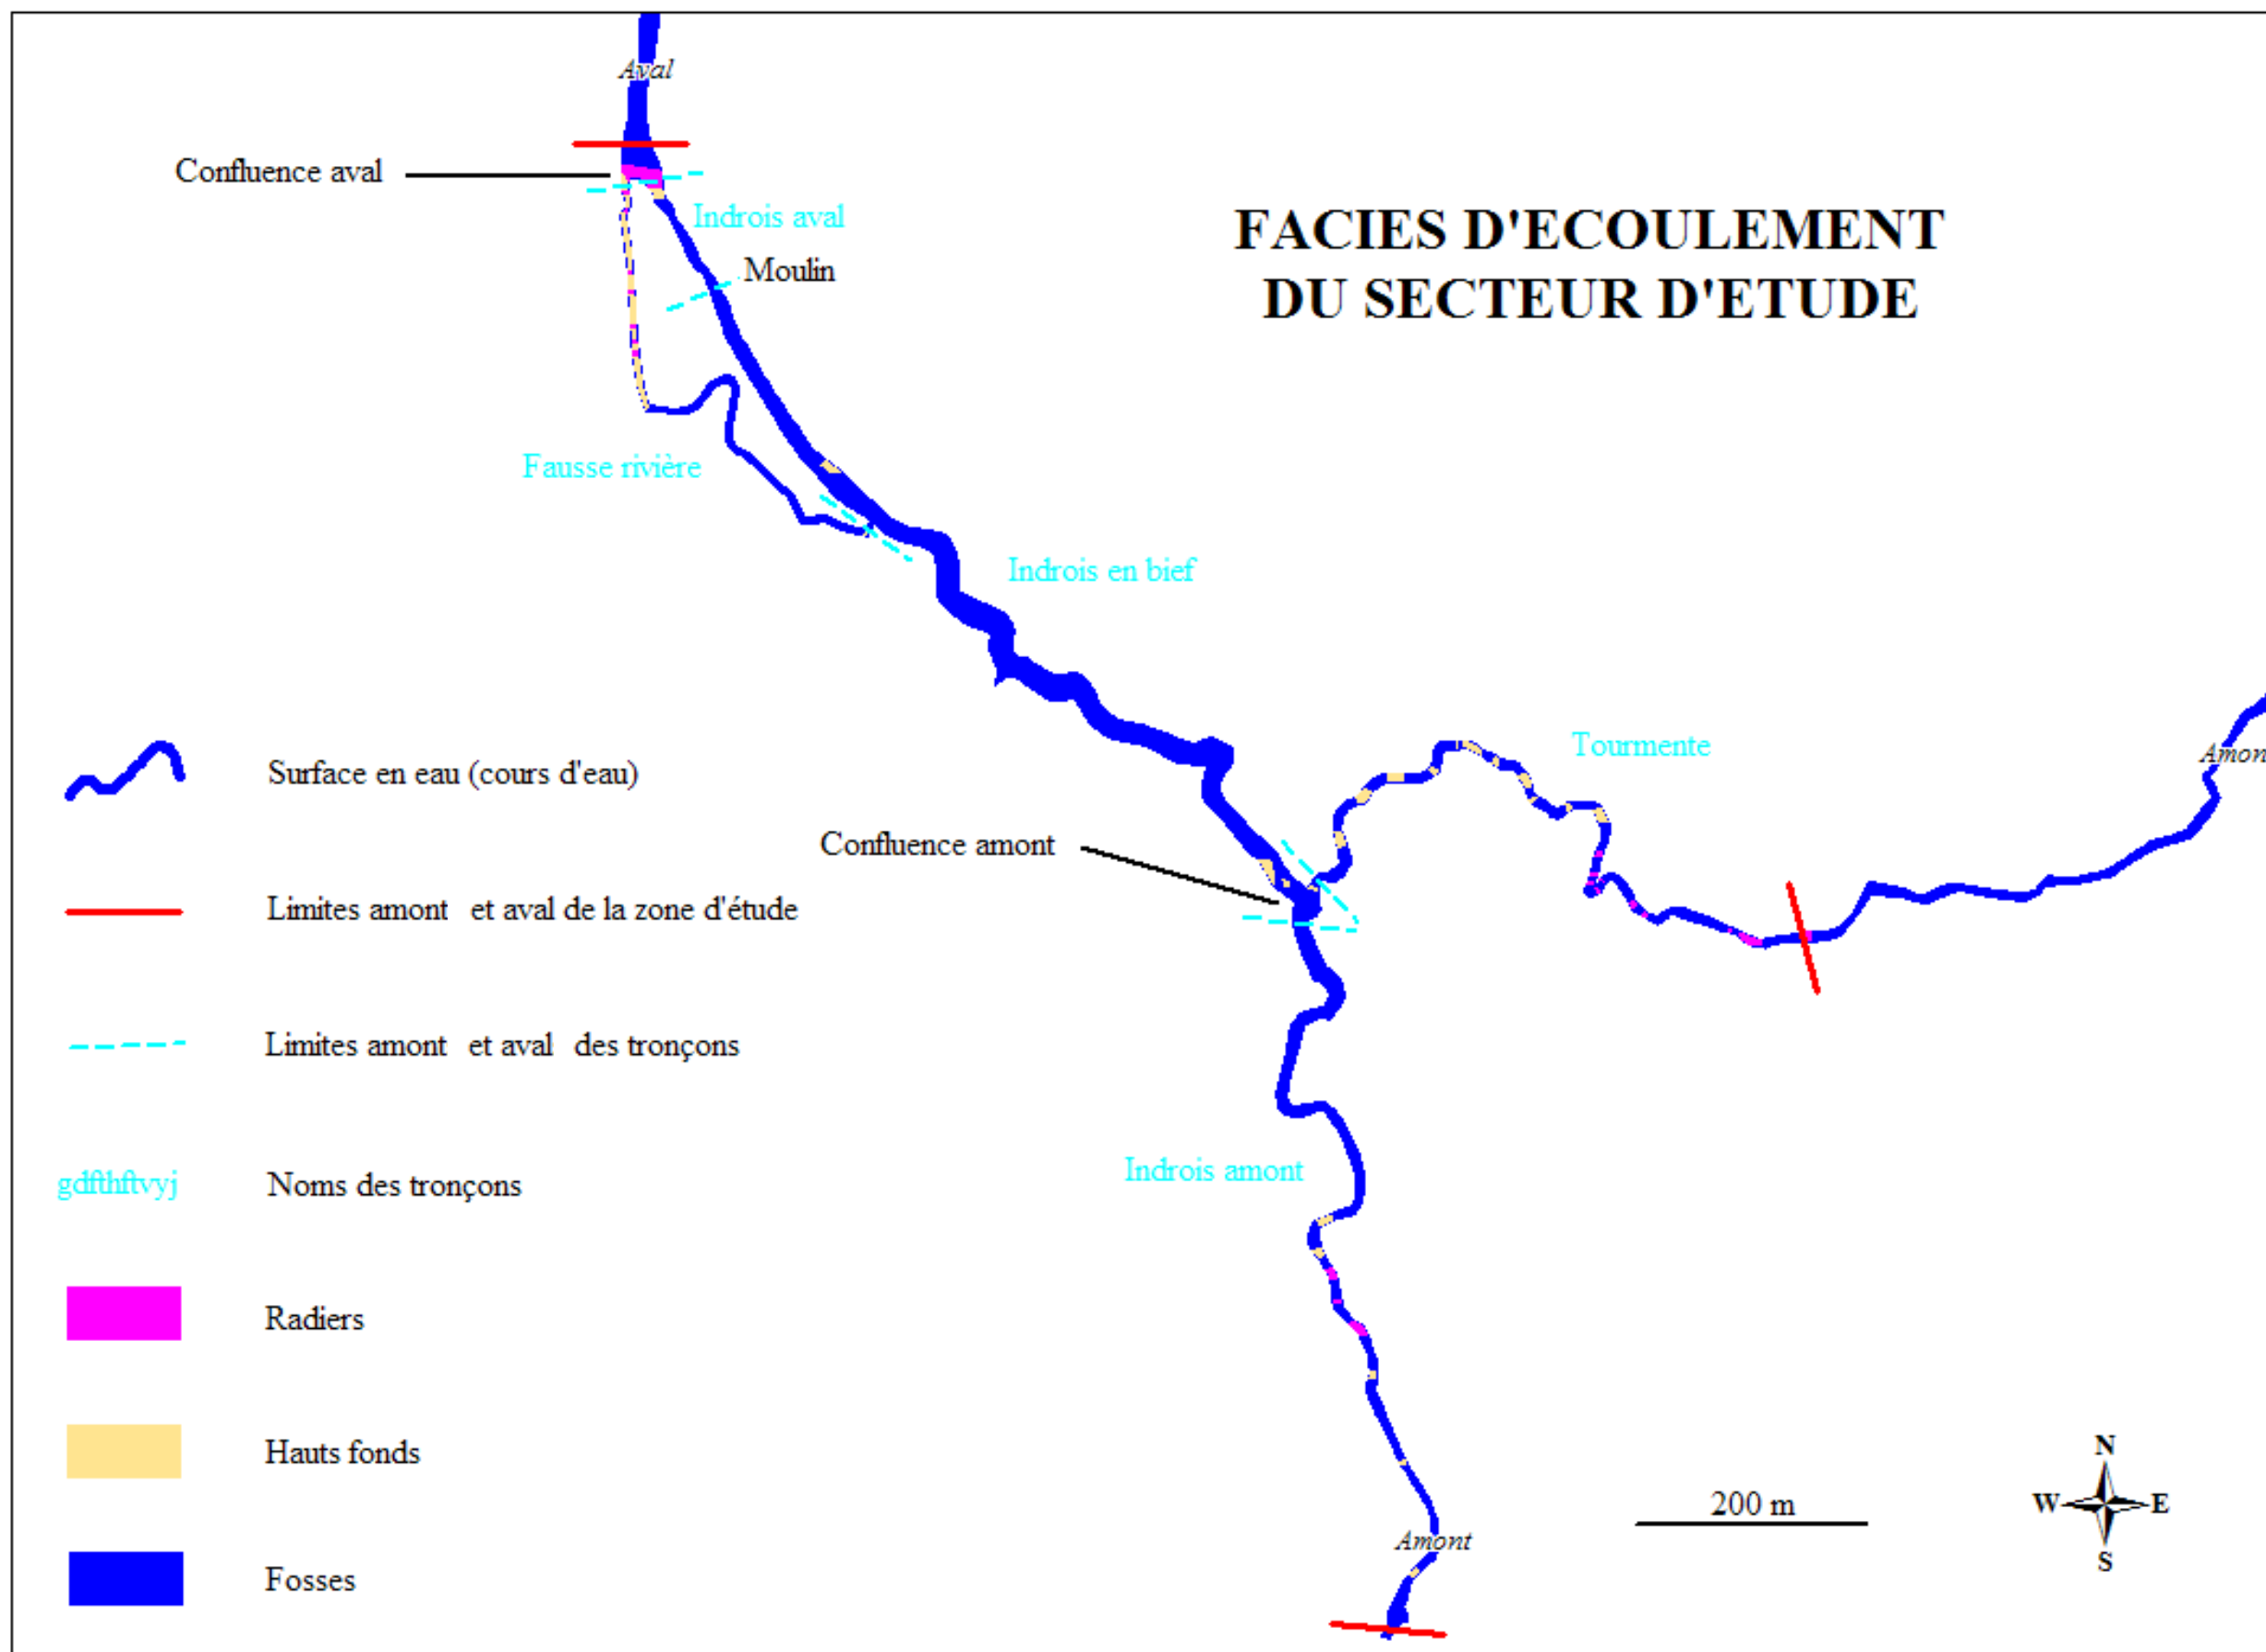 Aval
Confluence aval
Indrois aval
Moulin
FACIES D'ECOULEMENT
DU SECTEUR D'ETUDE
Fausse rivière
Indrois en bief
Tourmente
Amon
Surface en eau (cours d'eau)
Confluence amont
Limites amont et aval de la zone d'étude
Limites amont et aval des tronçons
Indrois amont
gdfthftvyj
Noms des tronçons
Radiers
Hauts fonds
Fosses
Amont
200 m
N
W
E
S